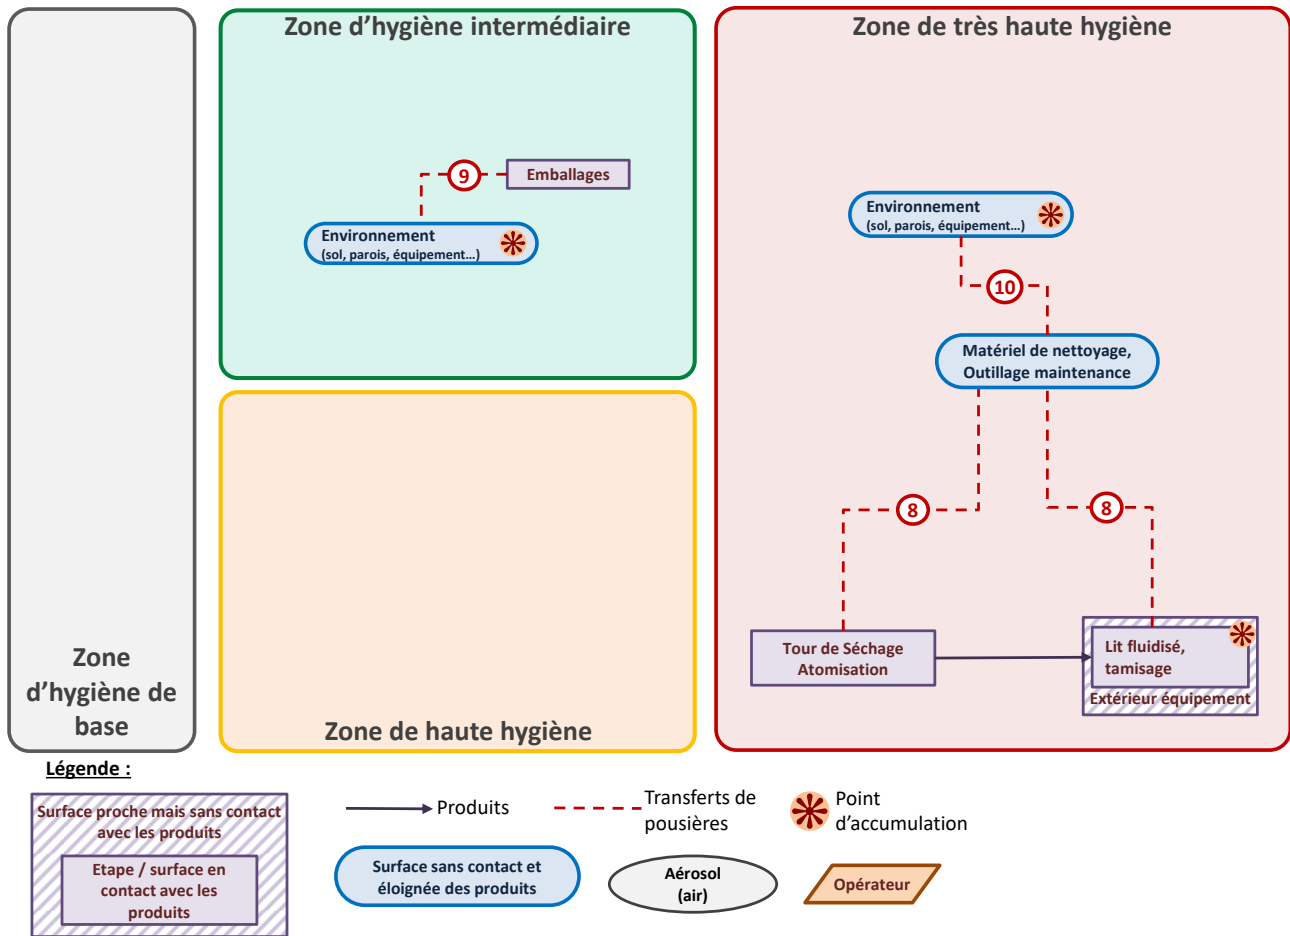 Zone d’hygiène intermédiaire
Zone de très haute hygiène
9
Emballages
Environnement
(sol, parois, équipement…)
Environnement
(sol, parois, équipement…)
10
Matériel de nettoyage,
Outillage maintenance
8
8
Tour de Séchage
Atomisation
Lit fluidisé,
tamisage
Extérieur équipement
Zone
d’hygiène de
base
Zone de haute hygiène
Légende :
Surface proche mais sans contact
avec les produits
Etape / surface en
contact avec les
produits
Produits
Transferts de
pousières
Point
d’accumulation
Surface sans contact et
éloignée des produits
Aérosol
(air)
Opérateur